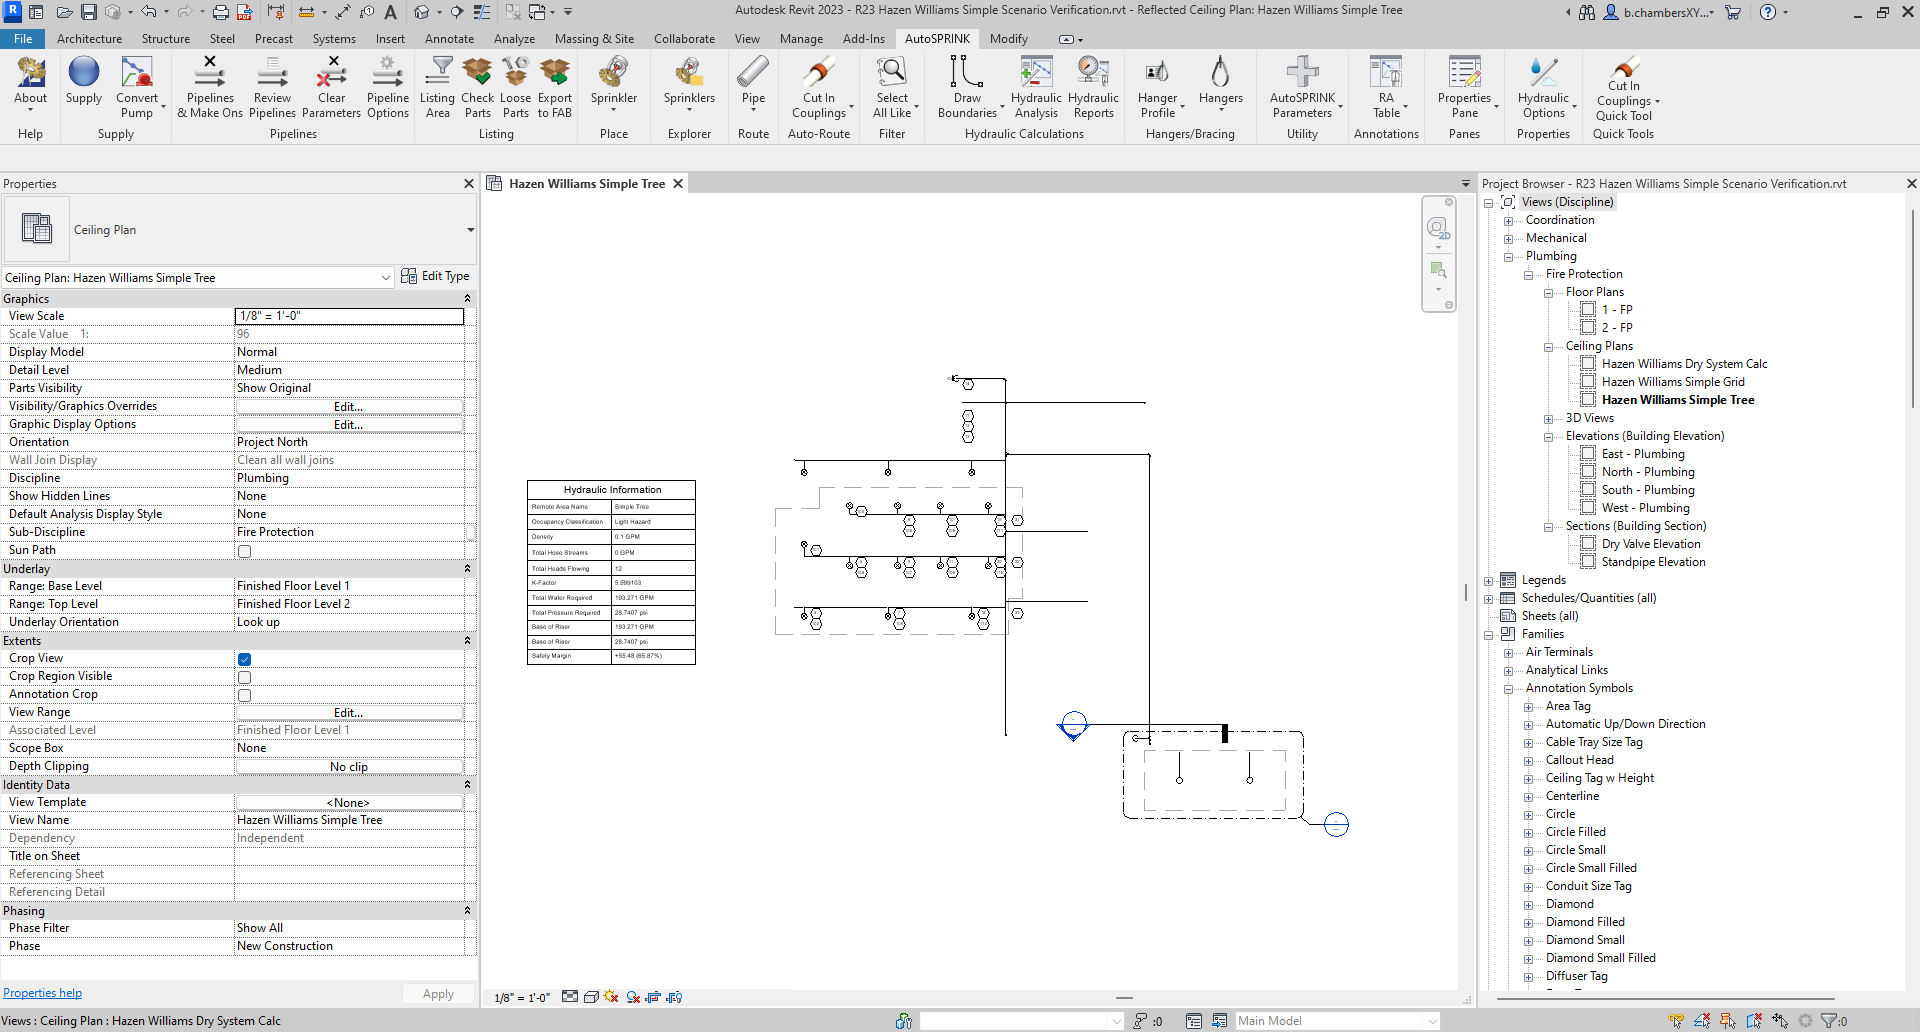 Autodesk Revit 2023 - R23 Hazen Williams Simple Scenario Verification.rvt - Reflected Ceiling Plan: Hazen Williams Simple Tree
b.chambersXY...
File Architecture Structure Steel Precast Systems Insert Annotate Analyze Massing & Site Collaborate View Manage Add-Ins AutoSPRINK Modify
About Supply Convert Pump Pipelines & Make Ons Review Pipelines Clear Parameters Pipeline Options Listing Area Check Parts Loose Parts Export to FAB Sprinkler Sprinklers Pipe Cut In Couplings Select All Like Draw Boundaries Hydraulic Analysis Hydraulic Reports Hanger Profile Hangers AutoSPRINK Parameters RA Table Properties Pane Hydraulic Options Cut In Couplings Quick Tool
Help Supply Pipelines Listing Place Explorer Route Auto-Route Filter Hydraulic Calculations Hangers/Bracing Utility Annotations Panes Properties Quick Tools
Properties
Ceiling Plan
Ceiling Plan: Hazen Williams Simple Tree Edit Type
Graphics
View Scale 1/8" = 1'-0"
Scale Value 1: 96
Display Model Normal
Detail Level Medium
Parts Visibility Show Original
Visibility/Graphics Overrides Edit...
Graphic Display Options Edit...
Orientation Project North
Wall Join Display Clean all wall joins
Discipline Plumbing
Show Hidden Lines None
Default Analysis Display Style None
Sub-Discipline Fire Protection
Sun Path
Underlay
Range: Base Level Finished Floor Level 1
Range: Top Level Finished Floor Level 2
Underlay Orientation Look up
Extents
Crop View
Crop Region Visible
Annotation Crop
View Range Edit...
Associated Level Finished Floor Level 1
Scope Box None
Depth Clipping No clip
Identity Data
View Template <None>
View Name Hazen Williams Simple Tree
Dependency Independent
Title on Sheet
Referencing Sheet
Referencing Detail
Phasing
Phase Filter Show All
Phase New Construction
Properties help Apply
Hazen Williams Simple Tree
2D
Hydraulic Information
Remote Area Name Simple Tree
Occupancy Classification Light Hazard
Density 0.1 GPM
Total Hose Streams 0 GPM
Total Heads Flowing 12
K-Factor 5.599103
Total Water Required 193.271 GPM
Total Pressure Required 28.7407 psi
Base of Riser 193.271 GPM
Base of Riser 28.7407 psi
Safety Margin +55.48 (65.87%)
1/8" = 1'-0"
Project Browser - R23 Hazen Williams Simple Scenario Verification.rvt
Views (Discipline)
Coordination
Mechanical
Plumbing
Fire Protection
Floor Plans
1 - FP
2 - FP
Ceiling Plans
Hazen Williams Dry System Calc
Hazen Williams Simple Grid
Hazen Williams Simple Tree
3D Views
Elevations (Building Elevation)
East - Plumbing
North - Plumbing
South - Plumbing
West - Plumbing
Sections (Building Section)
Dry Valve Elevation
Standpipe Elevation
Legends
Schedules/Quantities (all)
Sheets (all)
Families
Air Terminals
Analytical Links
Annotation Symbols
Area Tag
Automatic Up/Down Direction
Cable Tray Size Tag
Callout Head
Ceiling Tag w Height
Centerline
Circle
Circle Filled
Circle Small
Circle Small Filled
Conduit Size Tag
Diamond
Diamond Filled
Diamond Small
Diamond Small Filled
Diffuser Tag
Views : Ceiling Plan : Hazen Williams Dry System Calc
:0
Main Model
:0